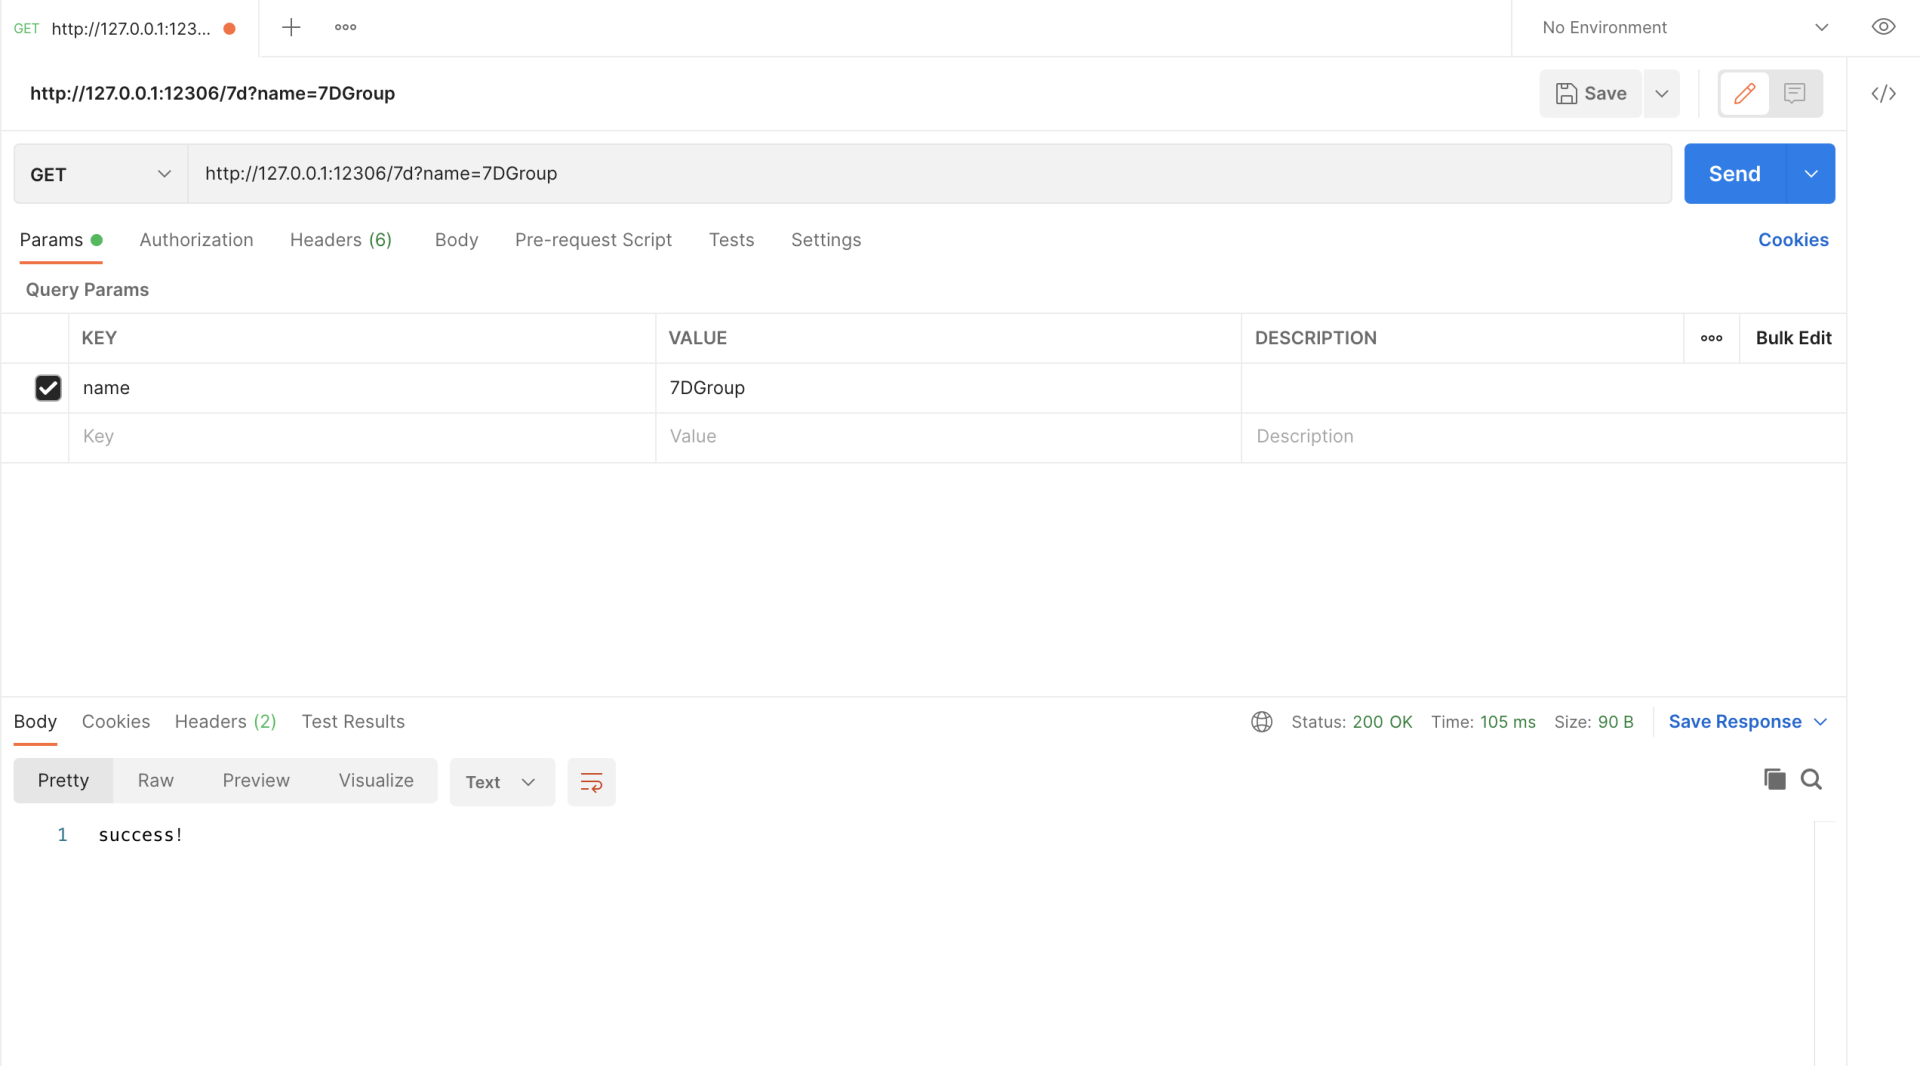 GET http://127.0.0.1:123... No Environment
http://127.0.0.1:12306/7d?name=7DGroup Save
GET http://127.0.0.1:12306/7d?name=7DGroup Send
Params Authorization Headers (6) Body Pre-request Script Tests Settings Cookies
Query Params
KEY VALUE DESCRIPTION Bulk Edit
name 7DGroup
Key Value Description
Body Cookies Headers (2) Test Results Status: 200 OK Time: 105 ms Size: 90 B Save Response
Pretty Raw Preview Visualize Text
1 success!